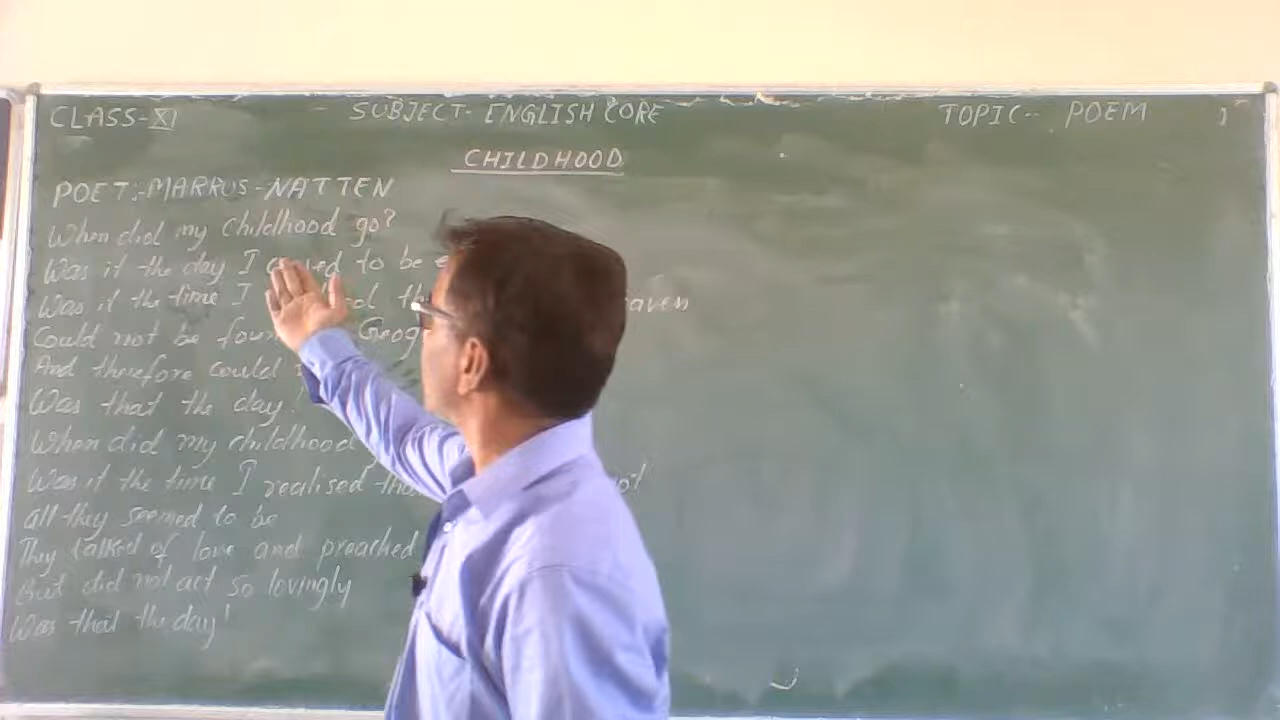 CLASS-XI SUBJECT- ENGLISH CORE TOPIC- POEM
CHILDHOOD
POET:-MARRUS-NATTEN
When did my childhood go?
Was it the day I to be
Was it the time I
Could not be
And therefore could
Was that the day!
When did my childhood
Was it the time I realised
all they seemed to be
They talked of love and preached
But did not act so lovingly
Was that the day!